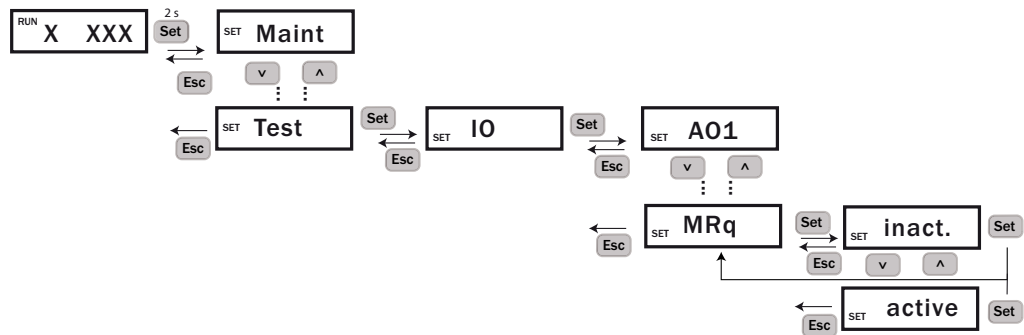 RUN X XXX
2 s
Set
Esc
SET Maint
v ^
SET Test
Esc
Set
Esc
SET IO
Set
Esc
SET AO1
v ^
SET MRq
Esc
Set
Esc
SET inact.
Set
v ^
SET active
Esc
Set